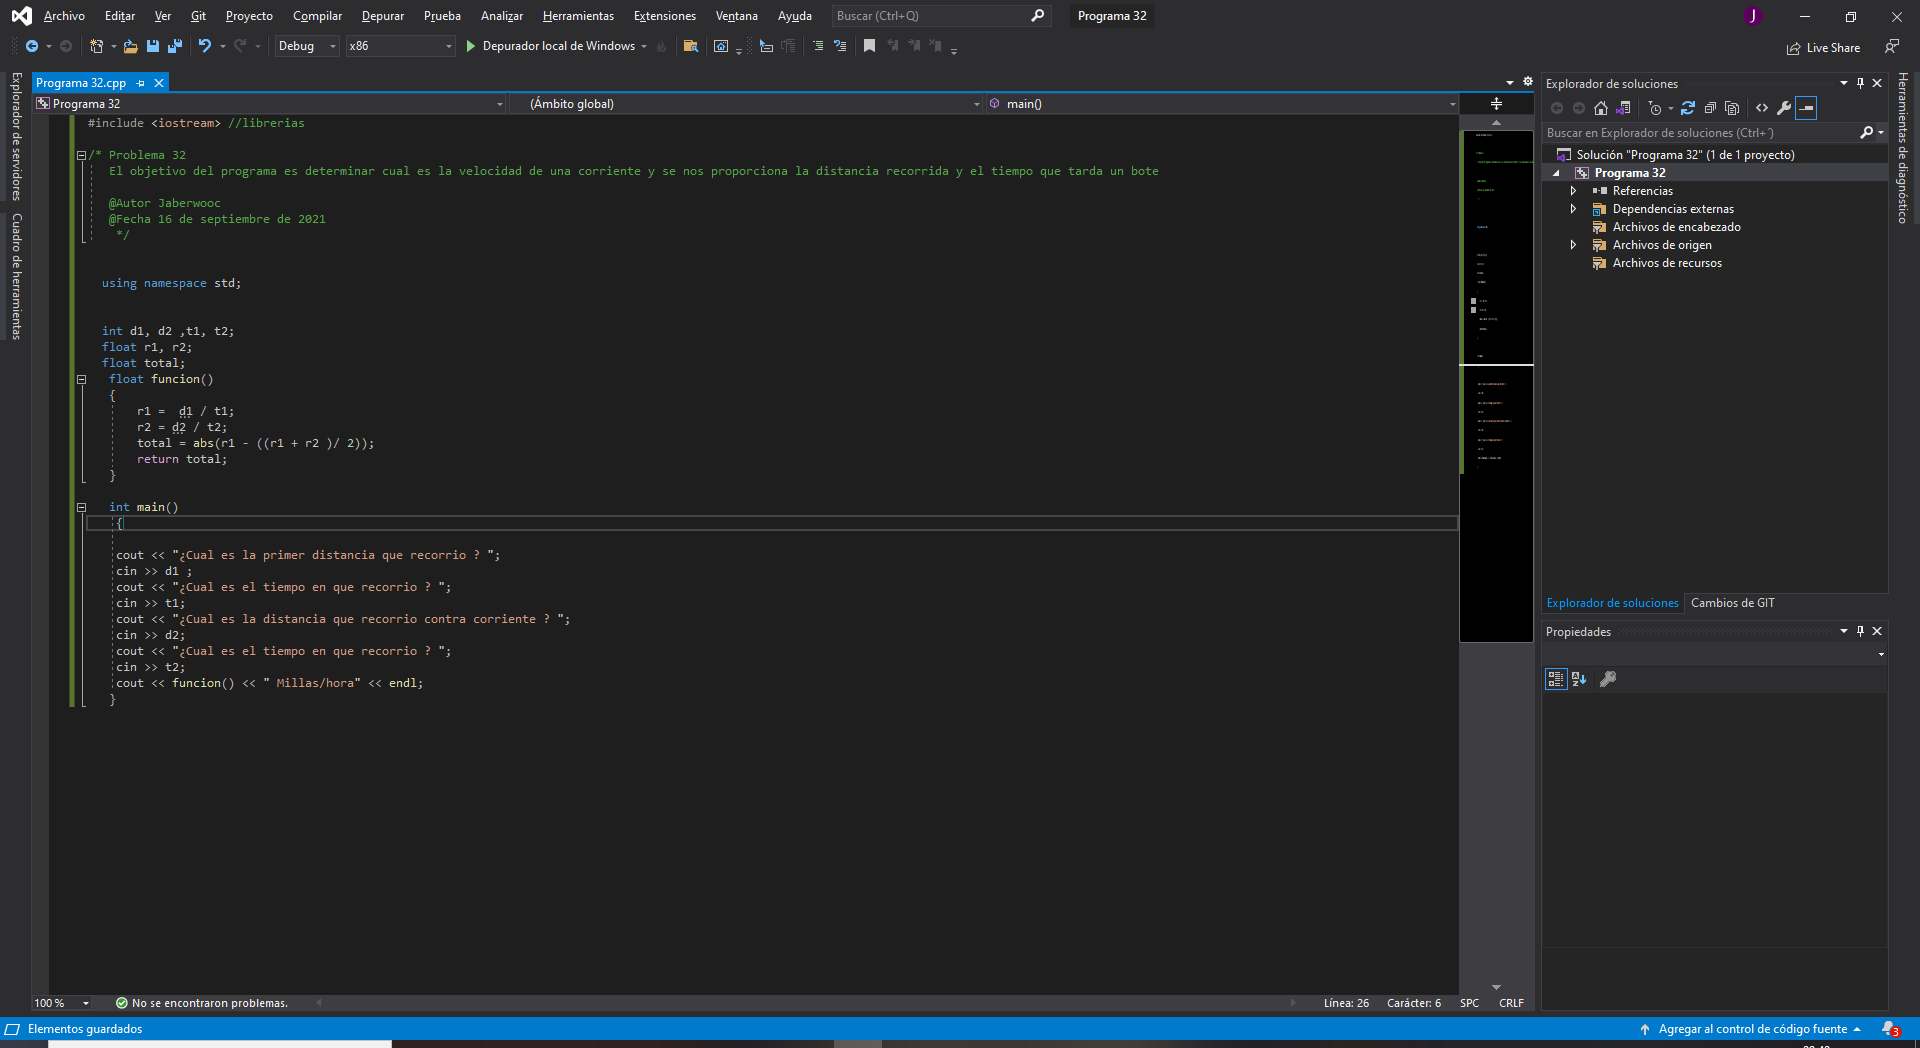 Archivo Editar Ver Git Proyecto Compilar Depurar Prueba Analizar Herramientas Extensiones Ventana Ayuda Buscar (Ctrl+Q) Programa 32 J
Debug x86 Depurador local de Windows Live Share
Explorador de servidores
Cuadro de herramientas
Programa 32.cpp
Programa 32 (Ámbito global) main()
#include <iostream> //librerias
/* Problema 32
El objetivo del programa es determinar cual es la velocidad de una corriente y se nos proporciona la distancia recorrida y el tiempo que tarda un bote
@Autor Jaberwooc
@Fecha 16 de septiembre de 2021
*/
using namespace std;
int d1, d2 ,t1, t2;
float r1, r2;
float total;
float funcion()
{
r1 =  d1 / t1;
r2 = d2 / t2;
total = abs(r1 - ((r1 + r2 )/ 2));
return total;
}
int main()
{
cout << "¿Cual es la primer distancia que recorrio ? ";
cin >> d1 ;
cout << "¿Cual es el tiempo en que recorrio ? ";
cin >> t1;
cout << "¿Cual es la distancia que recorrio contra corriente ? ";
cin >> d2;
cout << "¿Cual es el tiempo en que recorrio ? ";
cin >> t2;
cout << funcion() << " Millas/hora" << endl;
}
100 % No se encontraron problemas. Línea: 26 Carácter: 6 SPC CRLF
Explorador de soluciones
Buscar en Explorador de soluciones (Ctrl+´)
Solución "Programa 32" (1 de 1 proyecto)
Programa 32
Referencias
Dependencias externas
Archivos de encabezado
Archivos de origen
Archivos de recursos
Explorador de soluciones Cambios de GIT
Propiedades
Herramientas de diagnóstico
Elementos guardados Agregar al control de código fuente 3